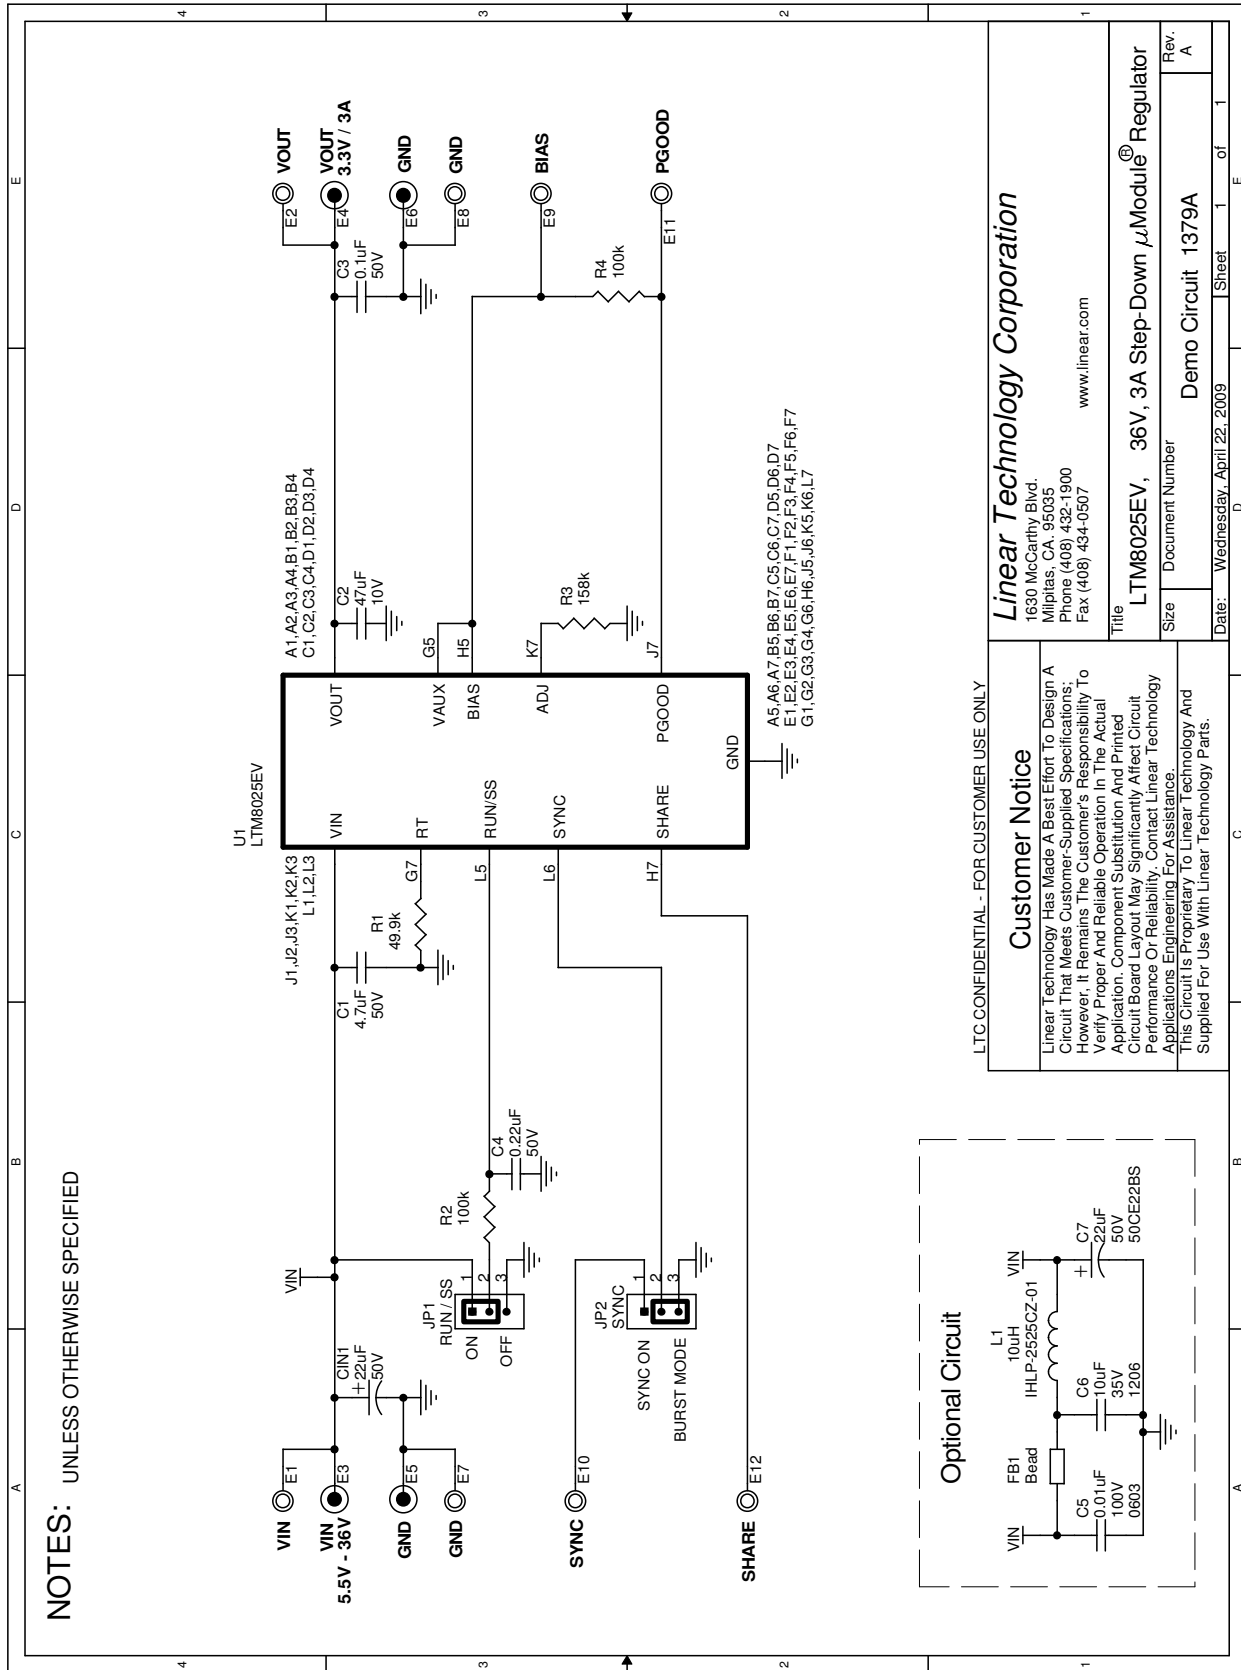 A B C D E
4 3 2 1
NOTES: UNLESS OTHERWISE SPECIFIED
VIN
E1
VIN
5.5V - 36V
E3
GND
E5
GND
E7
CIN1
22uF
50V
+
VIN
JP1
RUN / SS
ON
OFF
1
2
3
R2
100k
C4
0.22uF
50V
C1
4.7uF
50V
R1
49.9k
J1,J2,J3,K1,K2,K3
L1,L2,L3
G7
L5
L6
H7
U1
LTM8025EV
VIN
RT
RUN/SS
SYNC
SHARE
VOUT
VAUX
BIAS
ADJ
PGOOD
GND
A1,A2,A3,A4,B1,B2,B3,B4
C1,C2,C3,C4,D1,D2,D3,D4
G5
H5
K7
J7
C2
47uF
10V
R3
158k
A5,A6,A7,B5,B6,B7,C5,C6,C7,D5,D6,D7
E1,E2,E3,E4,E5,E6,E7,F1,F2,F3,F4,F5,F6,F7
G1,G2,G3,G4,G6,H6,J5,J6,K5,K6,L7
C3
0.1uF
50V
R4
100k
E2
VOUT
E4
VOUT
3.3V / 3A
E6
GND
E8
GND
E9
BIAS
E11
PGOOD
SYNC
E10
JP2
SYNC
SYNC ON
BURST MODE
1
2
3
SHARE
E12
Optional Circuit
VIN
FB1
Bead
C5
0.01uF
100V
0603
C6
10uF
35V
1206
L1
10uH
IHLP-2525CZ-01
VIN
+
C7
22uF
50V
50CE22BS
LTC CONFIDENTIAL - FOR CUSTOMER USE ONLY
Customer Notice
Linear Technology Has Made A Best Effort To Design A
Circuit That Meets Customer-Supplied Specifications;
However, It Remains The Customer's Responsibility To
Verify Proper And Reliable Operation In The Actual
Application. Component Substitution And Printed
Circuit Board Layout May Significantly Affect Circuit
Performance Or Reliability. Contact Linear Technology
Applications Engineering For Assistance.
This Circuit Is Proprietary To Linear Technology And
Supplied For Use With Linear Technology Parts.
Linear Technology Corporation
1630 McCarthy Blvd.
Milpitas, CA. 95035
Phone (408) 432-1900
Fax (408) 434-0507
www.linear.com
Title
LTM8025EV, 36V, 3A Step-Down µModule® Regulator
Size
Document Number
Demo Circuit 1379A
Rev.
A
Date: Wednesday, April 22, 2009
Sheet 1 of 1
A B C D E
4 3 2 1